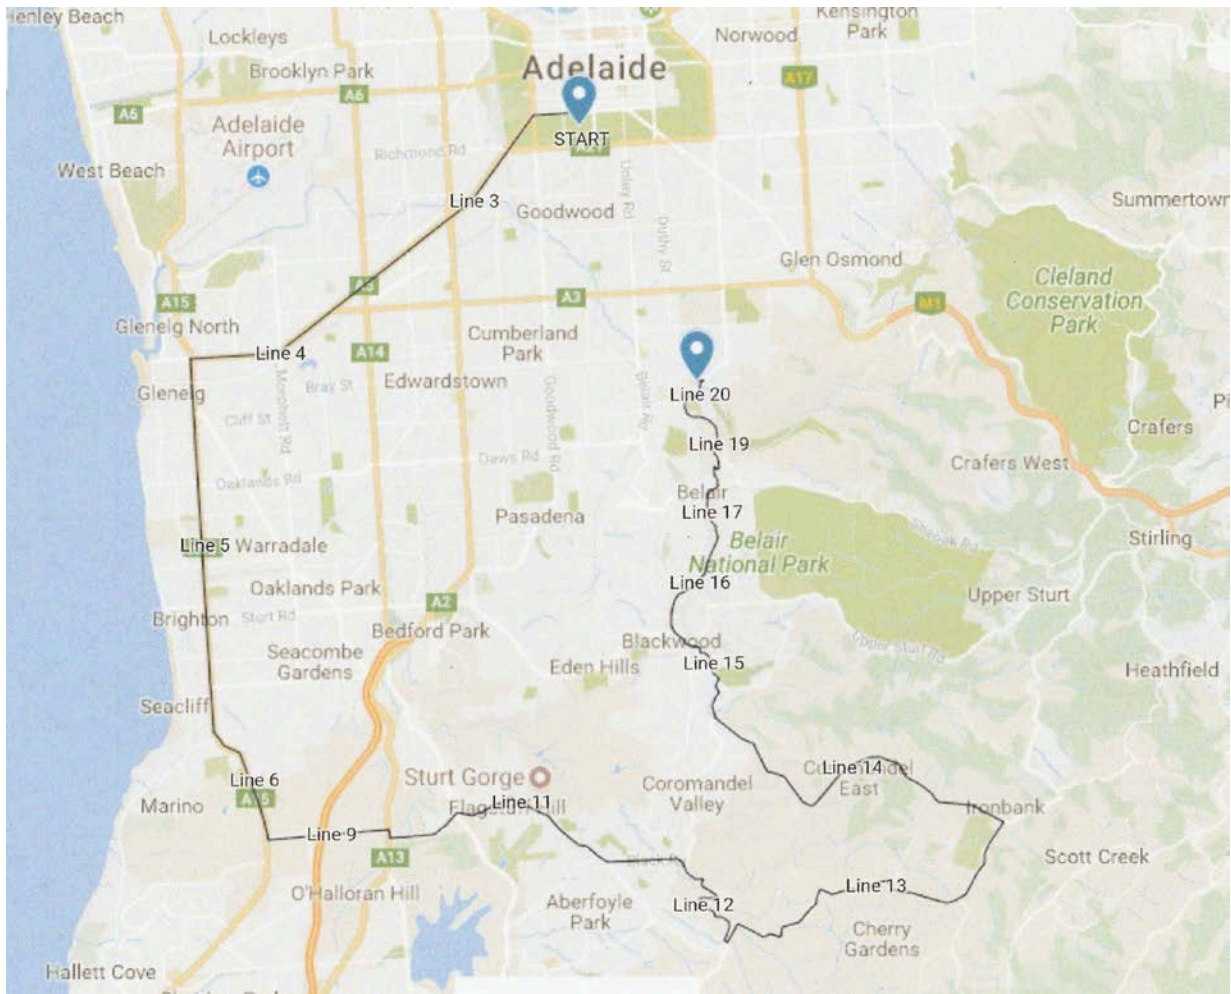 Henley Beach
Lockleys
Norwood
Kensington
Park
Brooklyn Park
Adelaide
A17
A6
A6
Adelaide
Airport
START
Richmond Rd
West Beach
Unley Rd
Line 3
Goodwood
Summertown
Glen Osmond
Cleland
Conservation
Park
A15
A3
M1
Glenelg North
Line 4
A14
Cumberland
Park
Glenelg
Bray St
Edwardstown
Line 20
Morphett Rd
Goodwood Rd
Belair Rd
Cliff St
Crafers
Line 19
Daws Rd
Crafers West
Oaklands Rd
Belair
Line 17
Pasadena
Line 5
Warradale
Belair
National Park
Sheoak Rd
Stirling
Oaklands Park
Line 16
Upper Sturt
A2
Brighton
Sturt Rd
Bedford Park
Blackwood
Upper Sturt Rd
Seacombe
Gardens
Eden Hills
Line 15
Heathfield
Seacliff
Line 6
Sturt Gorge
Line 14
East
Coromandel
Valley
Marino
Line 11
Ironbank
Line 9
A13
Scott Creek
O'Halloran Hill
Aberfoyle
Park
Line 12
Line 13
Cherry
Gardens
Hallett Cove